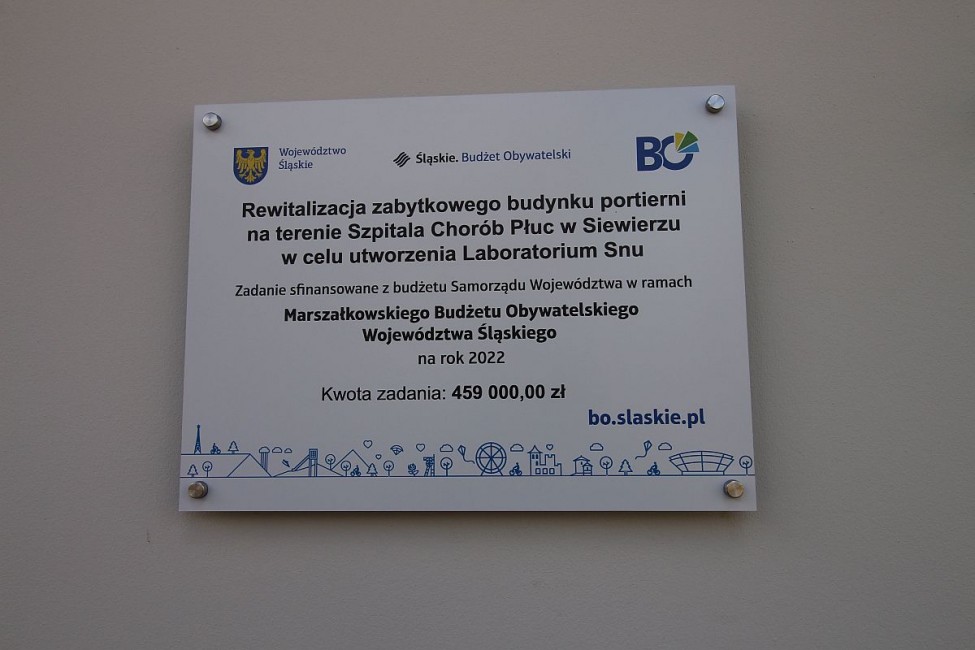 Województwo
Śląskie
Śląskie. Budżet Obywatelski
BO
Rewitalizacja zabytkowego budynku portierni
na terenie Szpitala Chorób Płuc w Siewierzu
w celu utworzenia Laboratorium Snu
Zadanie sfinansowane z budżetu Samorządu Województwa w ramach
Marszałkowskiego Budżetu Obywatelskiego
Województwa Śląskiego
na rok 2022
Kwota zadania: 459 000,00 zł
bo.slaskie.pl